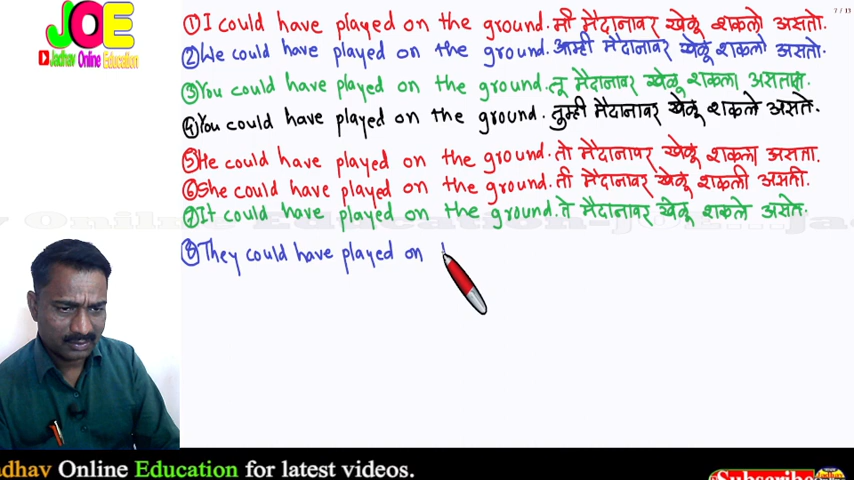 JOE
Jadhav Online Education
7/11
①I could have played on the ground. मी मैदानावर खेळू शकलो असतो.
②We could have played on the ground. आम्ही मैदानावर खेळू शकलो असतो.
③You could have played on the ground. तू मैदानावर खेळू शकला असतास.
④You could have played on the ground. तुम्ही मैदानावर खेळू शकले असते.
⑤He could have played on the ground. तो मैदानावर खेळू शकला असता.
⑥She could have played on the ground. ती मैदानावर खेळू शकली असती.
⑦It could have played on the ground. ते मैदानावर खेळू शकले असते.
⑧They could have played on
adhav Online Education for latest videos.
Subscribe